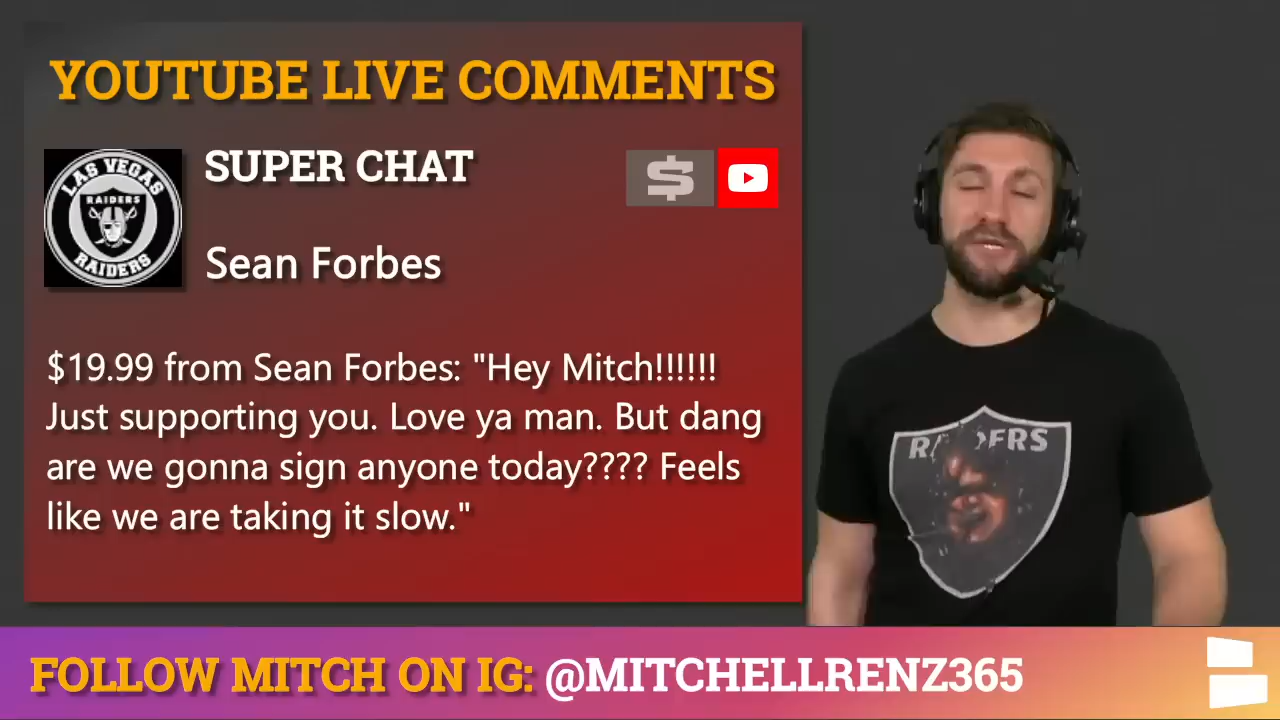 YOUTUBE LIVE COMMENTS
LAS VEGAS
RAIDERS
RAIDERS
SUPER CHAT
$
Sean Forbes
$19.99 from Sean Forbes: "Hey Mitch!!!!!!
Just supporting you. Love ya man. But dang
are we gonna sign anyone today???? Feels
like we are taking it slow."
FOLLOW MITCH ON IG: @MITCHELLRENZ365